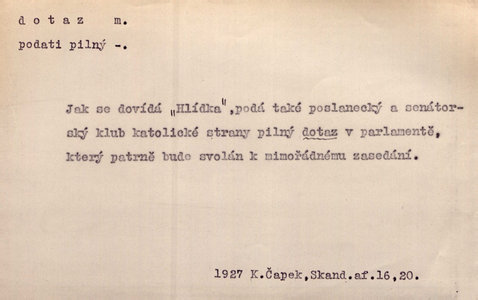 d o t a z   m.
podati pilný -.
Jak se dovídá „Hlídka“,podá také poslanecký a senátor-
ský klub katolické strany pilný dotaz v parlamentě,
který patrně bude svolán k mimořádnému zasedání.
1927 K.Čapek,Skand.af.16,20.